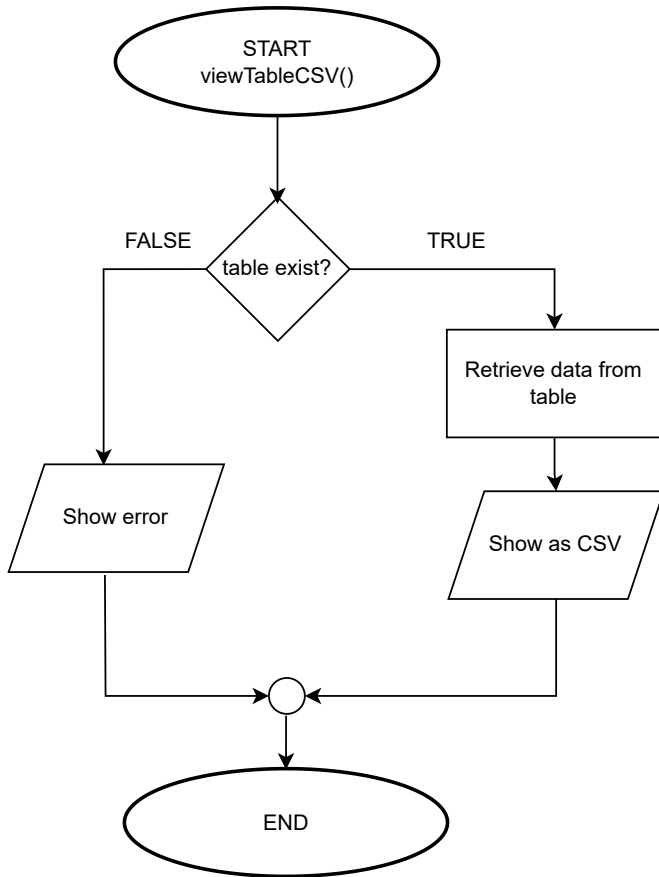 START
viewTableCSV()
FALSE
TRUE
table exist?
Retrieve data from
table
Show error
Show as CSV
END